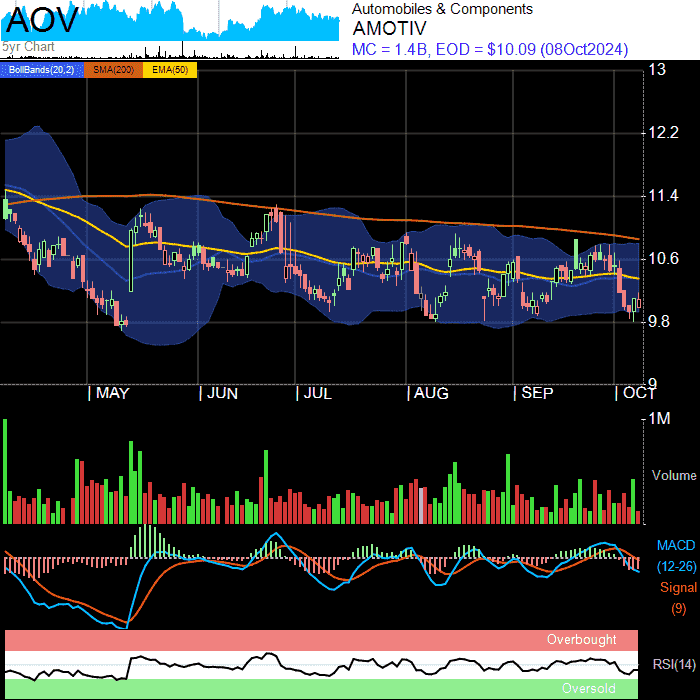 AOV
5yr Chart
Automobiles & Components
AMOTIV
MC = 1.4B, EOD = $10.09 (08Oct2024)
BollBands(20,2) SMA(200) EMA(50)
13
12.2
11.4
10.6
9.8
9
MAY JUN JUL AUG SEP OCT
1M
Volume
MACD
(12-26)
Signal
(9)
Overbought
RSI(14)
Oversold